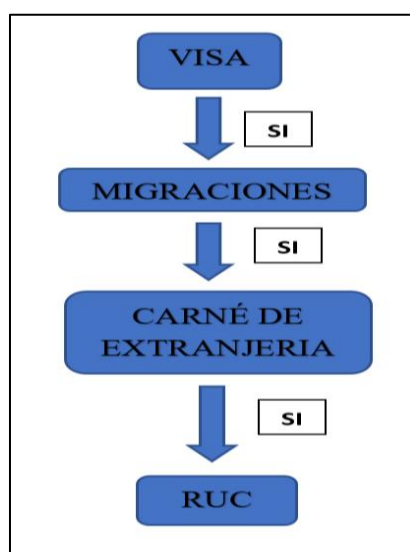 VISA
SI
MIGRACIONES
SI
CARNÉ DE
EXTRANJERIA
SI
RUC